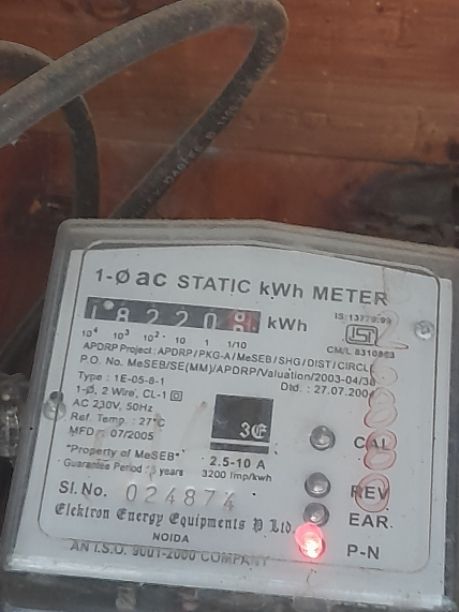 1-Ø ac STATIC kWh METER
18220 kWh
IS 13779:99
ISI
CM/L 8310863
10⁴ 10³ 10² 10 1 1/10
APDRP Project : APDRP/PKG-A/MeSEB/SHG/DIST/CIRCLE
P.O. No. MeSEB/SE(MM)/APDRP/Valuation/2003-04/38
Dtd. : 27.07.2004
Type : 1E-05-8-1
1-Ø, 2 Wire, CL-1
AC 230V, 50Hz
Ref. Temp. : 27°C
MFD : 07/2005
3E
"Property of MeSEB"
Guarantee Period : years
2.5-10 A
3200 Imp/kwh
CAL
REV
EAR.
P-N
Sl. No. 024874
Elektron Energy Equipments P Ltd.
NOIDA
AN I.S.O. 9001-2000 COMPANY